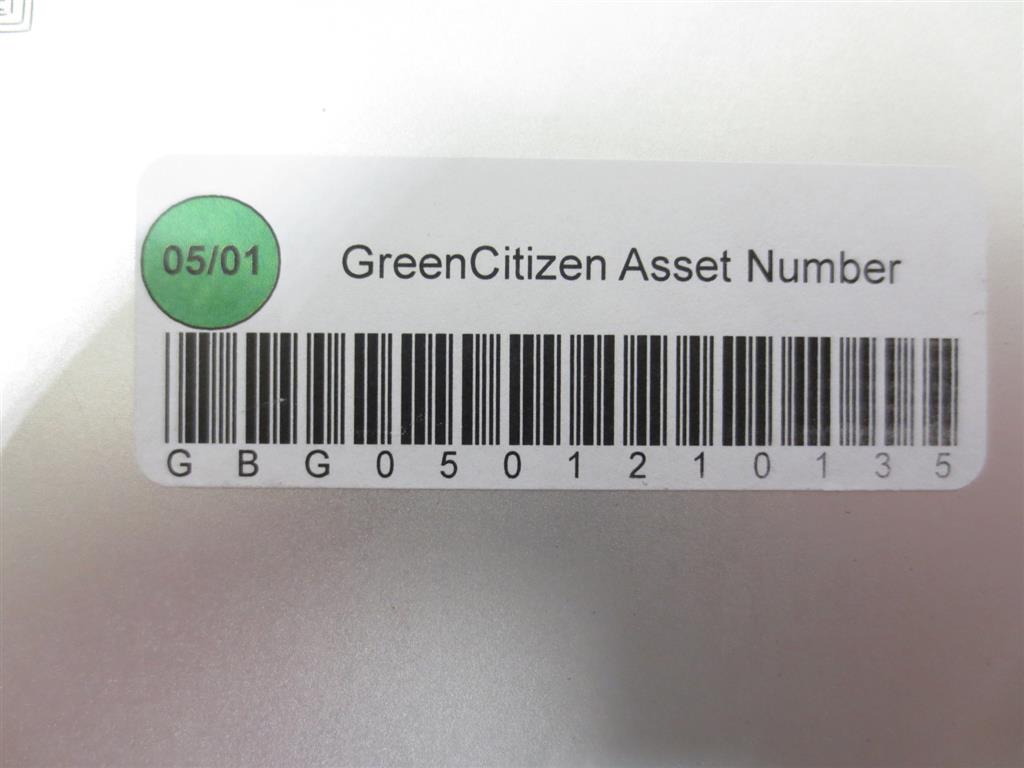 05/01
GreenCitizen Asset Number
G B G 0 5 0 1 2 1 0 1 3 5